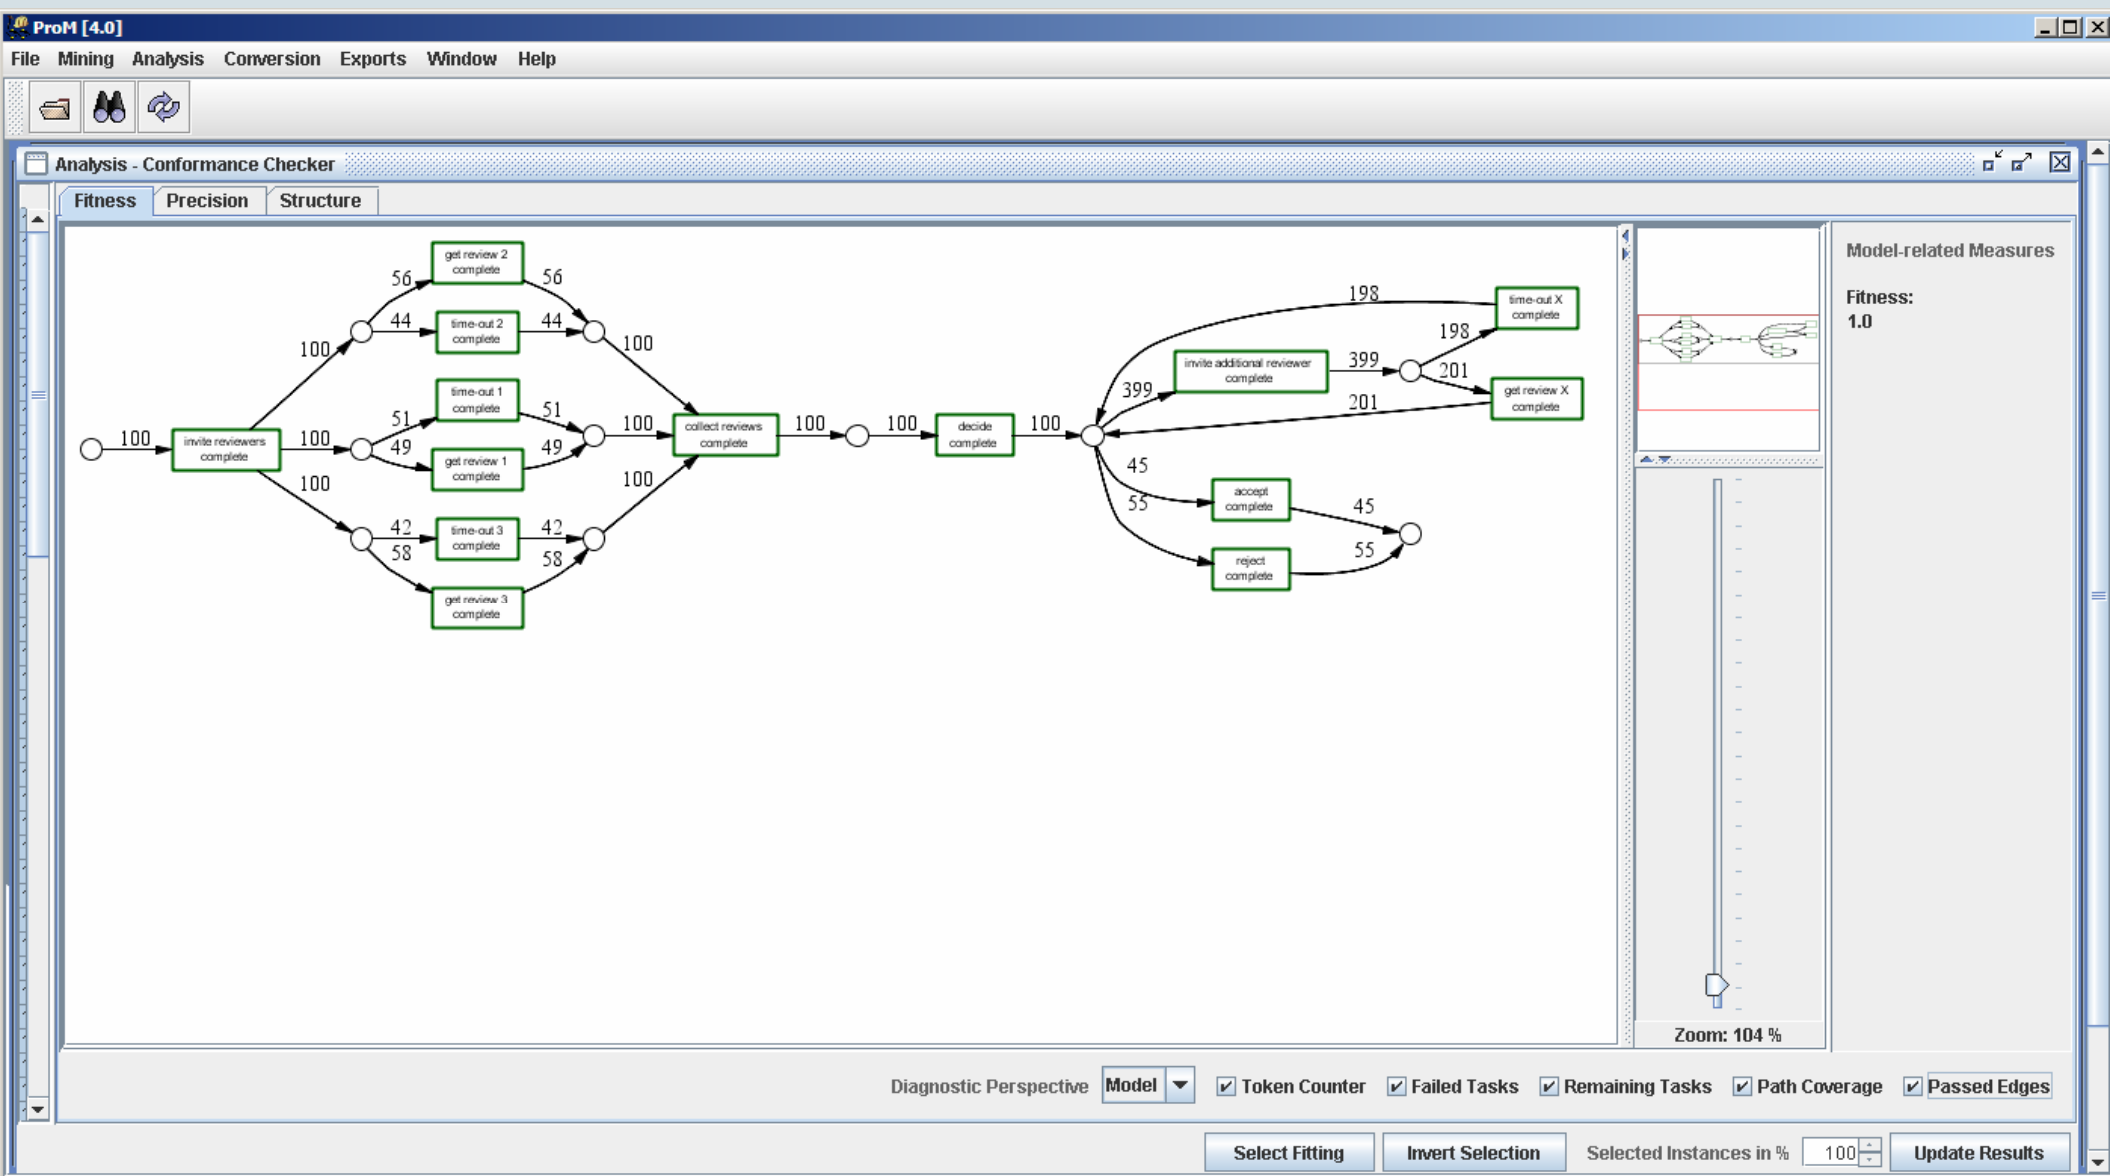 ProM [4.0]
File Mining Analysis Conversion Exports Window Help
Analysis - Conformance Checker
Fitness Precision Structure
get review 2
complete
56
56
time-out 2
complete
44
44
100
100
time-out 1
complete
51
51
100
invite reviewers
complete
100
49
get review 1
complete
49
100
collect reviews
complete
100
100
decide
complete
100
100
42
time-out 3
complete
42
100
58
get review 3
complete
58
198
time-out X
complete
198
invite additional reviewer
complete
399
399
201
get review X
complete
201
45
accept
complete
45
55
reject
complete
55
Model-related Measures
Fitness:
1.0
Zoom: 104 %
Diagnostic Perspective Model Token Counter Failed Tasks Remaining Tasks Path Coverage Passed Edges
Select Fitting Invert Selection Selected Instances in % 100 Update Results